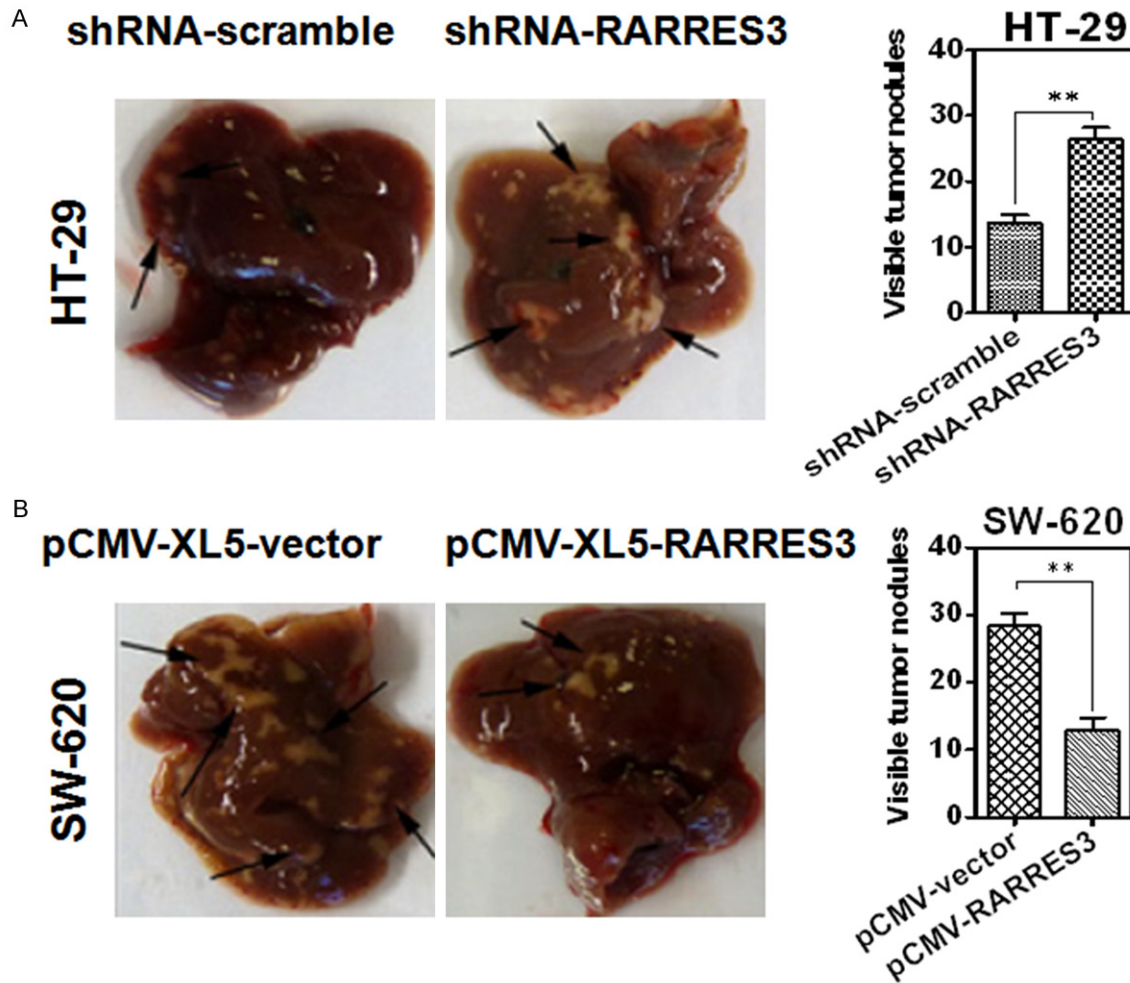 A
shRNA-scramble
shRNA-RARRES3
HT-29
HT-29
Visible tumor nodules
40
30
20
10
0
**
shRNA-scramble
shRNA-RARRES3
B
pCMV-XL5-vector
pCMV-XL5-RARRES3
SW-620
SW-620
Visible tumor nodules
40
30
20
10
0
**
pCMV-vector
pCMV-RARRES3